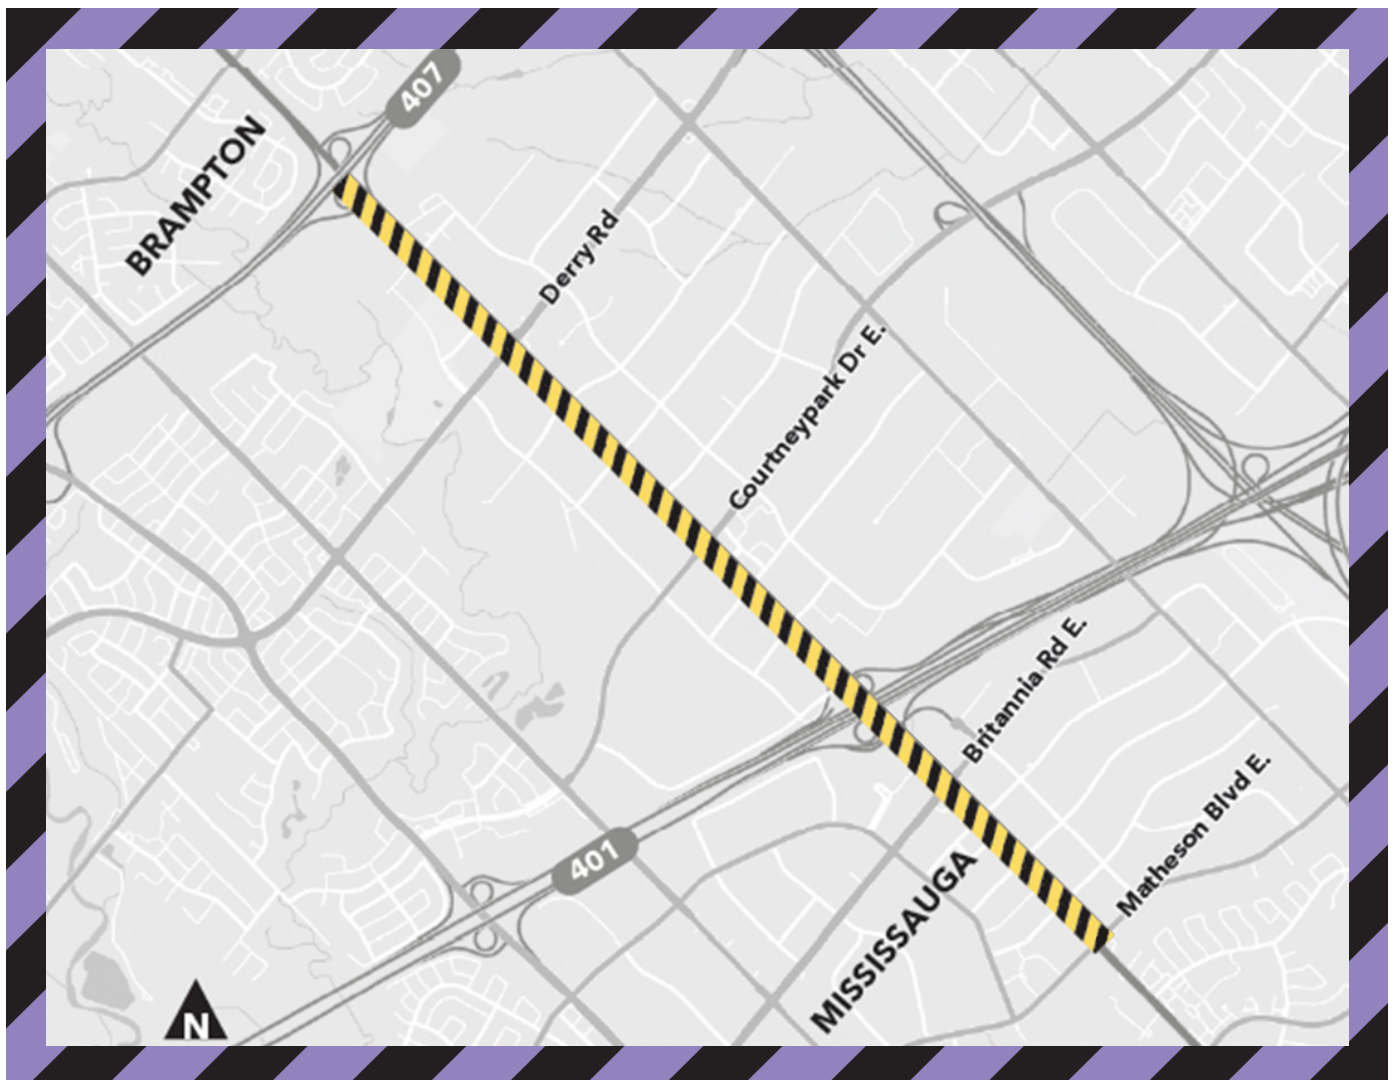 407
BRAMPTON
Derry Rd
Courtneypark Dr E.
Britannia Rd E.
Matheson Blvd E.
401
MISSISSAUGA
N